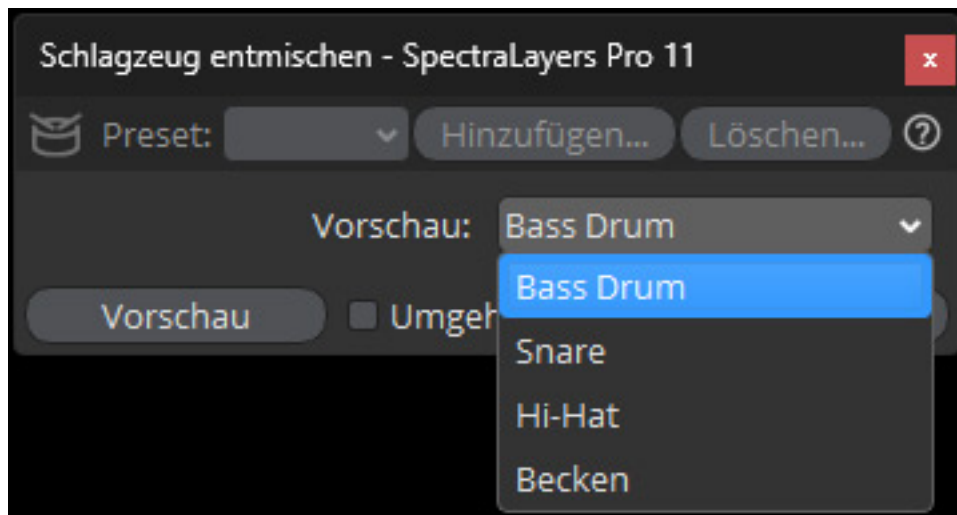 Schlagzeug entmischen - SpectraLayers Pro 11
x
Preset:
Hinzufügen...
Löschen...
?
Vorschau:
Bass Drum
Bass Drum
Vorschau
Snare
Hi-Hat
Becken